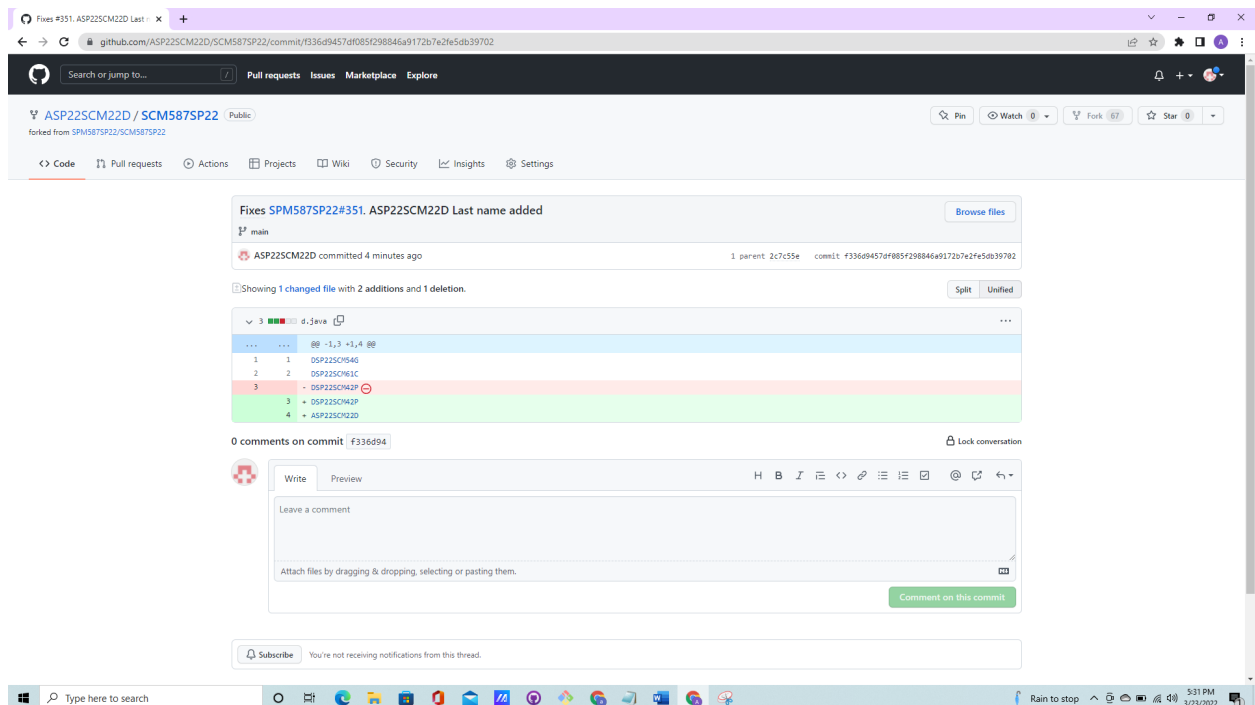 Fixes #351. ASP22SCM22D Last n
github.com/ASP22SCM22D/SCM587SP22/commit/f336d9457df085f298846a9172b7e2fe5db39702
A
Search or jump to... / Pull requests Issues Marketplace Explore
ASP22SCM22D / SCM587SP22 Public Pin Watch 0 Fork 67 Star 0
forked from SPM587SP22/SCM587SP22
Code Pull requests Actions Projects Wiki Security Insights Settings
Fixes SPM587SP22#351. ASP22SCM22D Last name added Browse files
main
ASP22SCM22D committed 4 minutes ago 1 parent 2c7c55e commit f336d9457df085f298846a9172b7e2fe5db39702
Showing 1 changed file with 2 additions and 1 deletion. Split Unified
3 d.java ...
... ... @@ -1,3 +1,4 @@
1 1 DSP22SCM54G
2 2 DSP22SCM61C
3 - DSP22SCM42P
3 + DSP22SCM42P
4 + ASP22SCM22D
0 comments on commit f336d94 Lock conversation
Write Preview H B I @
Leave a comment
Attach files by dragging & dropping, selecting or pasting them.
Comment on this commit
Subscribe You're not receiving notifications from this thread.
Type here to search Rain to stop 5:31 PM
3/23/2022